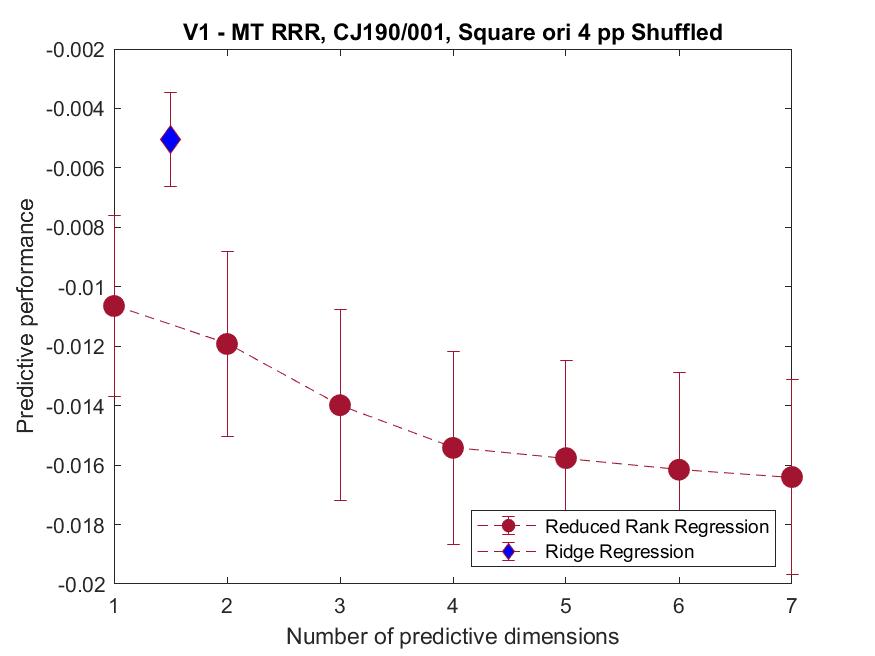 V1 - MT RRR, CJ190/001, Square ori 4 pp Shuffled
-0.002
-0.004
-0.006
-0.008
-0.01
-0.012
-0.014
-0.016
-0.018
-0.02
Predictive performance
1 2 3 4 5 6 7
Number of predictive dimensions
Reduced Rank Regression
Ridge Regression